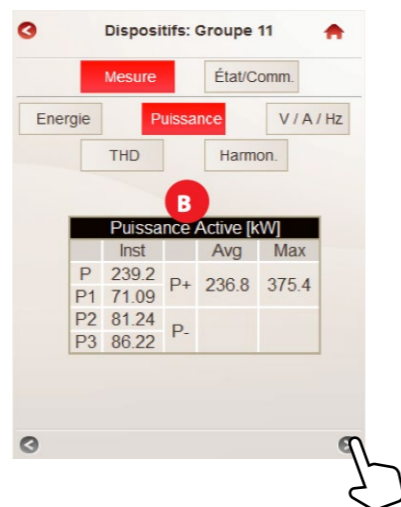 Dispositifs: Groupe 11
Mesure État/Comm.
Energie Puissance V / A / Hz
THD Harmon.
B
Puissance Active [kW]
Inst Avg Max
P 239.2 P+ 236.8 375.4
P1 71.09
P2 81.24 P-
P3 86.22